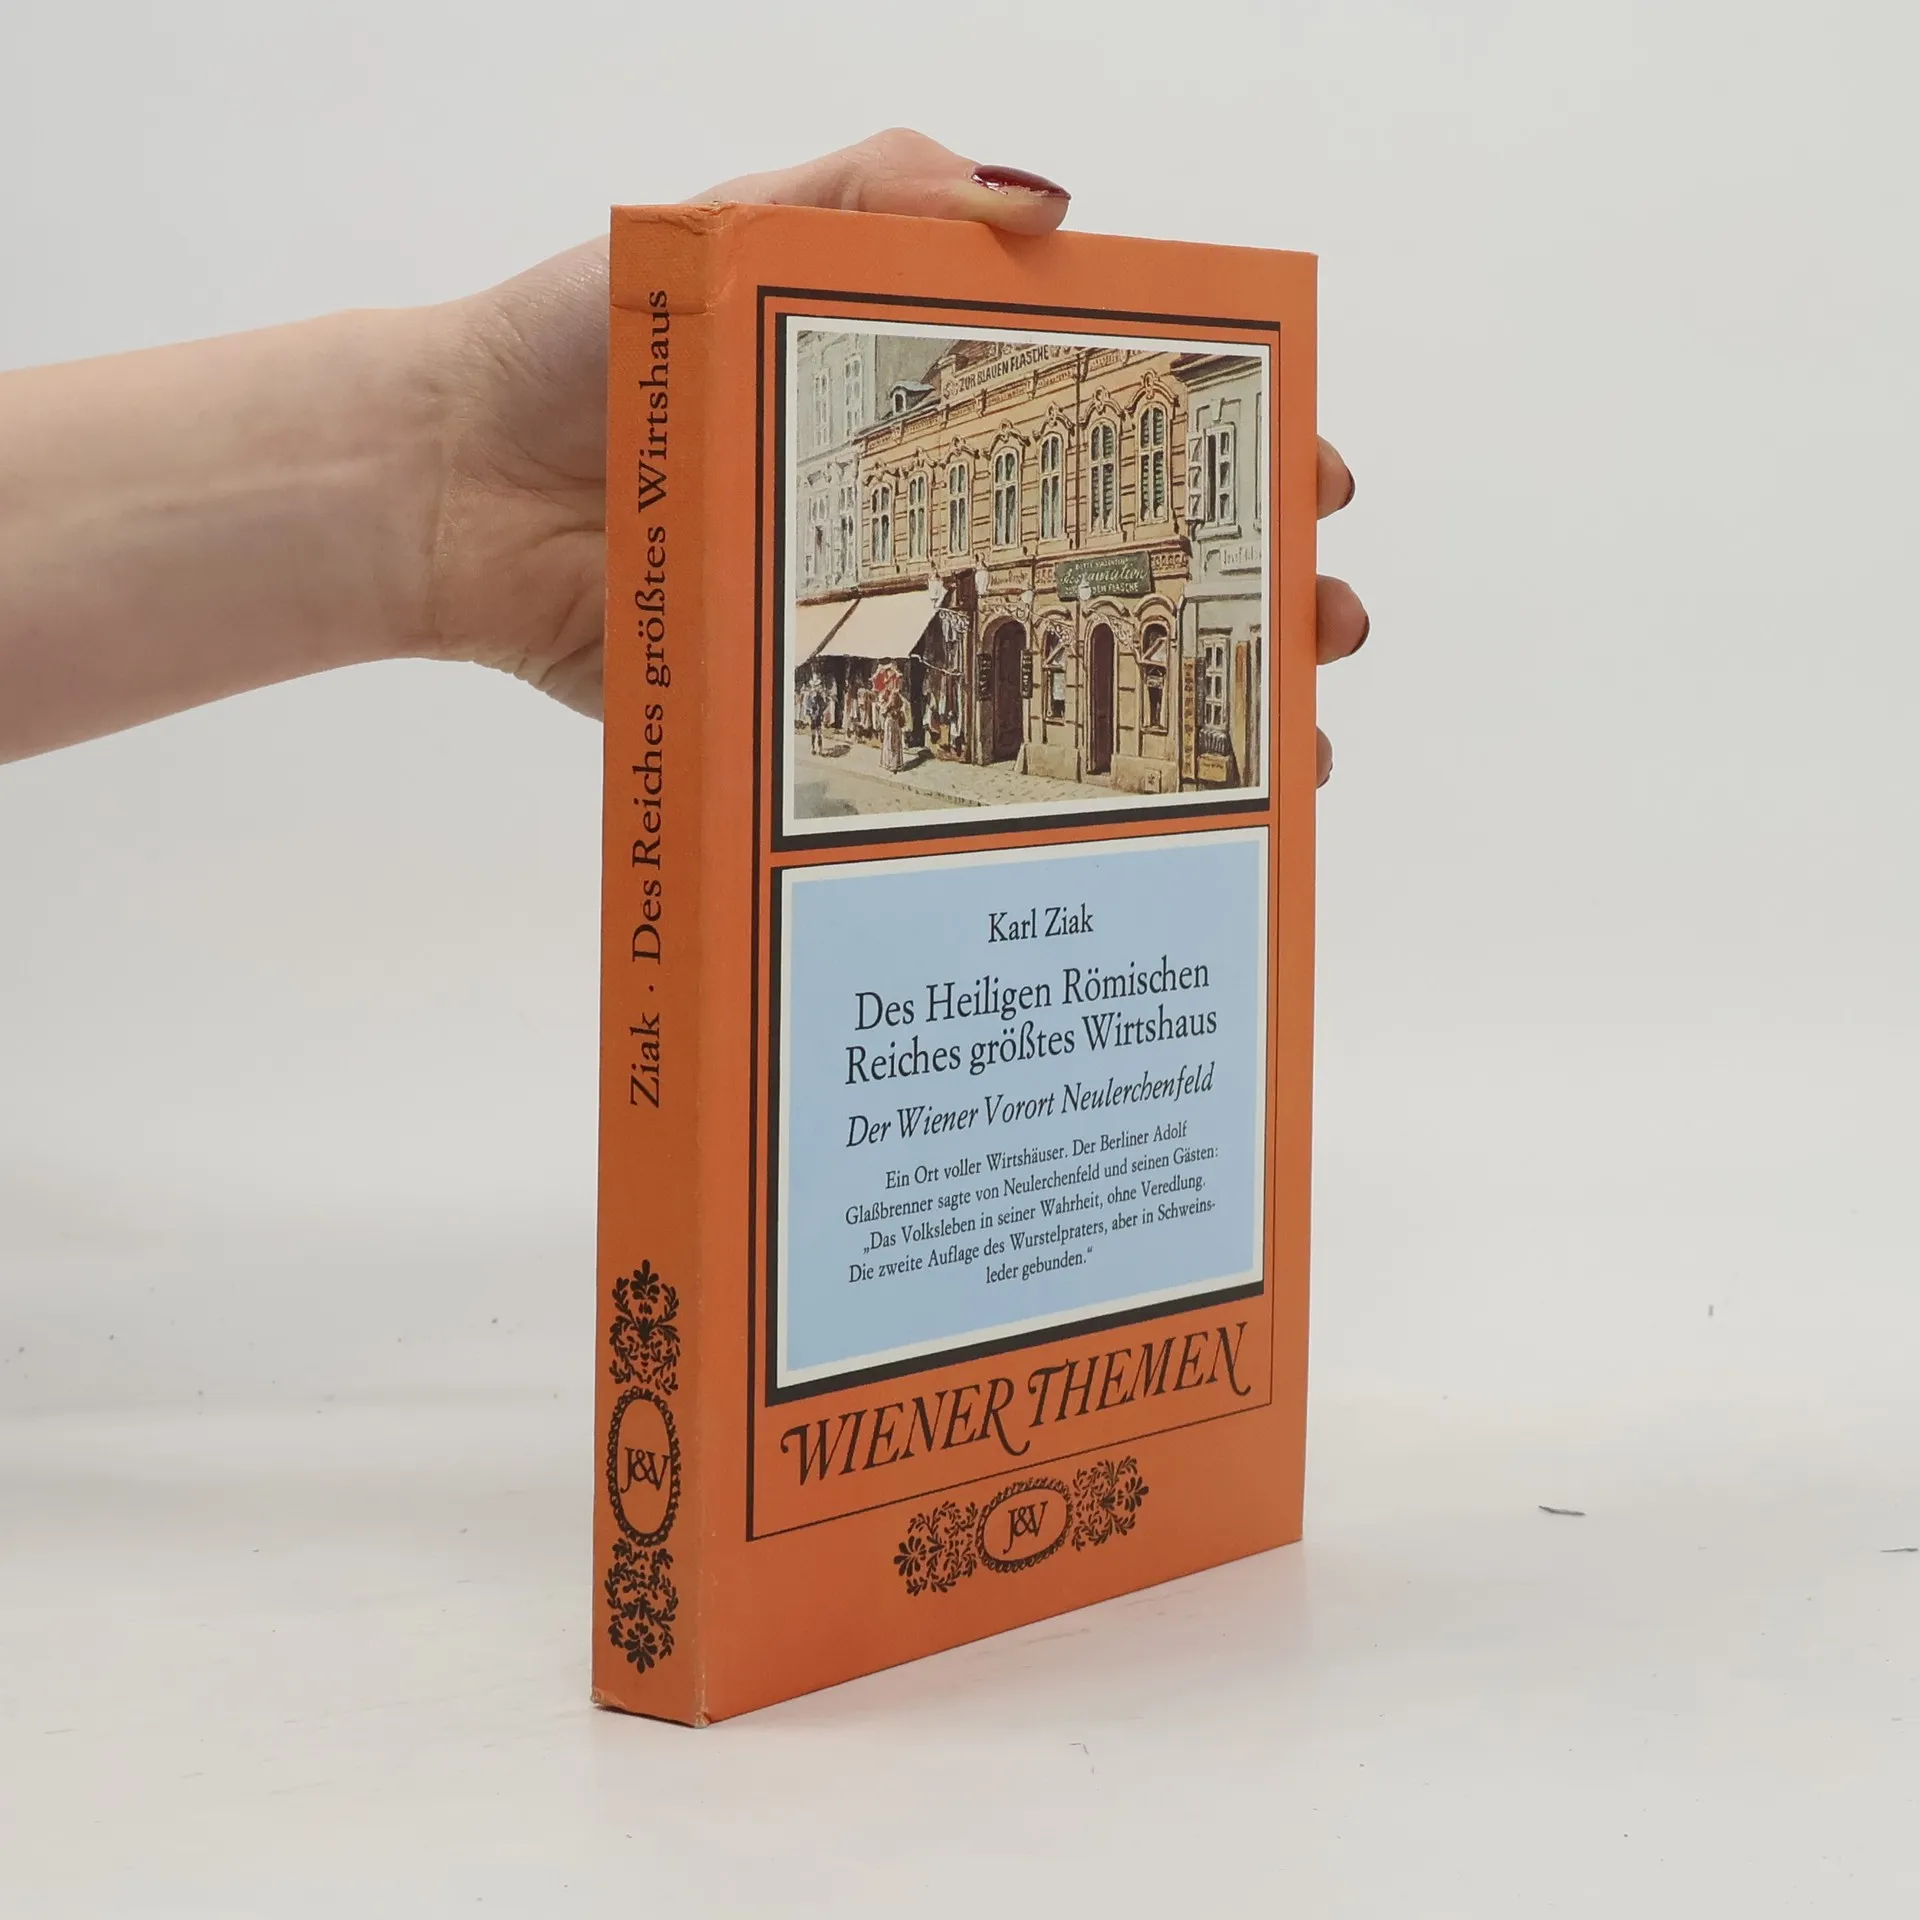 Ziak · Des Reiches größtes Wirtshaus
J&V
ZUR BLAUEN FLASCHE
Restauration
FLASCHE
Karl Ziak
Des Heiligen Römischen
Reiches größtes Wirtshaus
Der Wiener Vorort Neulerchenfeld
Ein Ort voller Wirtshäuser. Der Berliner Adolf
Glaßbrenner sagte von Neulerchenfeld und seinen Gästen:
„Das Volksleben in seiner Wahrheit, ohne Veredlung.
Die zweite Auflage des Wurstelpraters, aber in Schweins-
leder gebunden.“
WIENER THEMEN
J&V